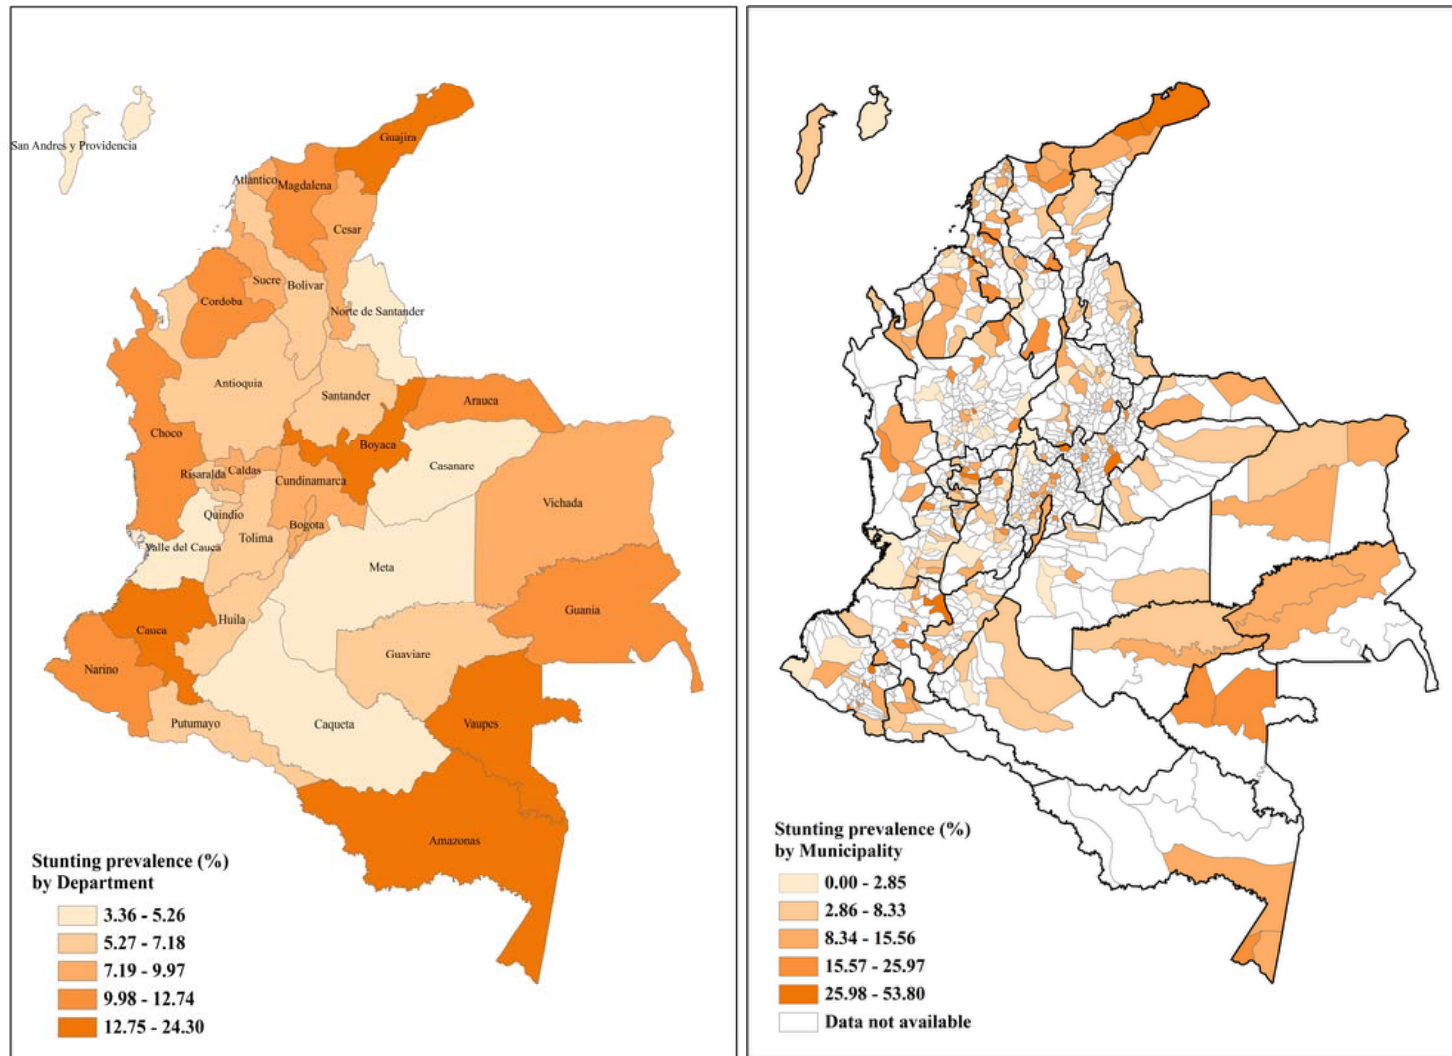 San Andres y Providencia
Guajira
Atlantico
Magdalena
Cesar
Sucre
Bolivar
Cordoba
Norte de Santander
Antioquia
Santander
Arauca
Choco
Boyaca
Casanare
Risaralda
Caldas
Cundinamarca
Vichada
Quindio
Bogota
Tolima
Valle del Cauca
Meta
Guania
Huila
Cauca
Guaviare
Narino
Putumayo
Caqueta
Vaupes
Amazonas
Stunting prevalence (%)
by Department
3.36 - 5.26
5.27 - 7.18
7.19 - 9.97
9.98 - 12.74
12.75 - 24.30
Stunting prevalence (%)
by Municipality
0.00 - 2.85
2.86 - 8.33
8.34 - 15.56
15.57 - 25.97
25.98 - 53.80
Data not available